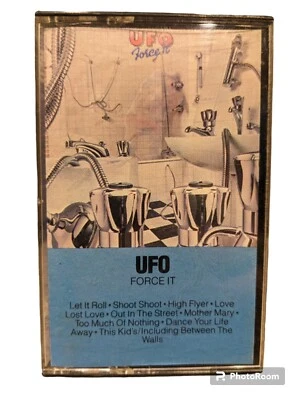 UFO
Force It
UFO
FORCE IT
Let It Roll • Shoot Shoot • High Flyer • Love
Lost Love • Out In The Street • Mother Mary •
Too Much Of Nothing • Dance Your Life
Away • This Kid's/Including Between The
Walls
PhotoRoom